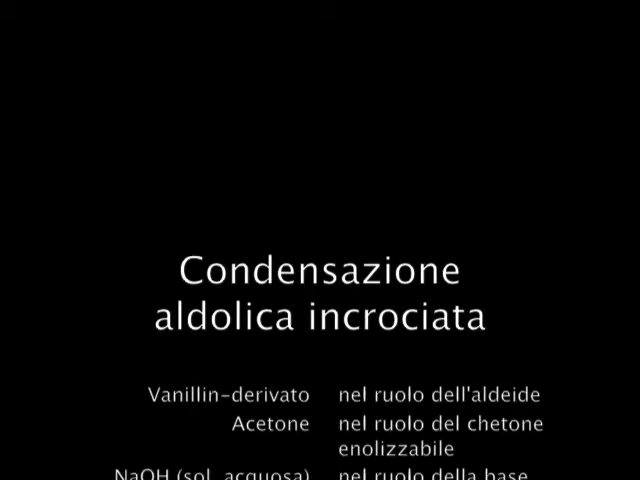 Condensazione
aldolica incrociata
Vanillin-derivato nel ruolo dell'aldeide
Acetone nel ruolo del chetone
enolizzabile
NaOH (sol. acquosa) nel ruolo della base